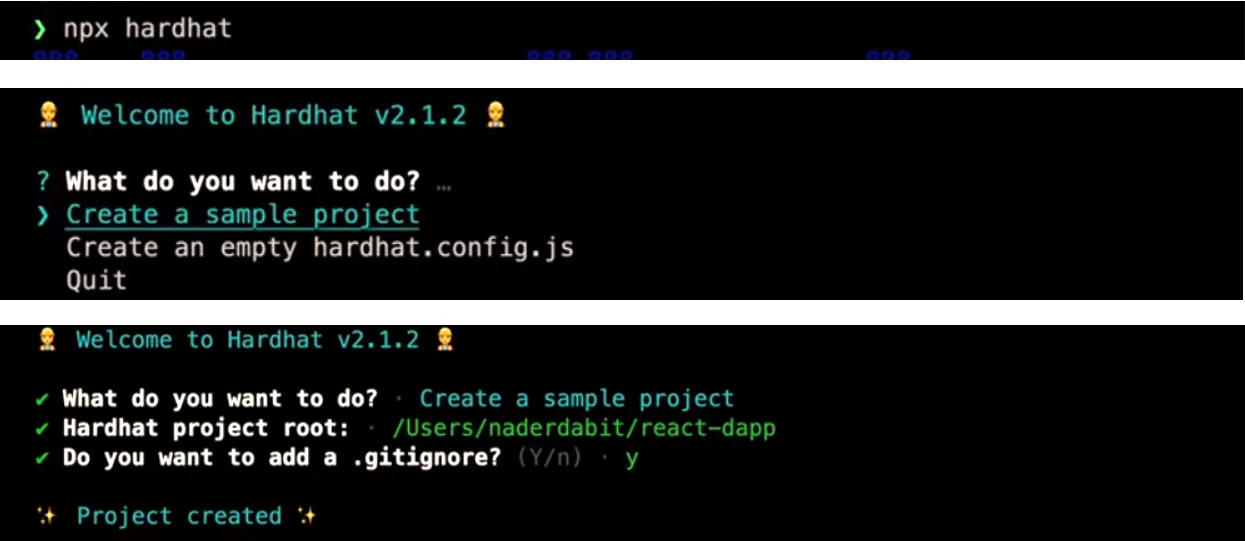 ❯ npx hardhat
Welcome to Hardhat v2.1.2
? What do you want to do? …
❯ Create a sample project
Create an empty hardhat.config.js
Quit
Welcome to Hardhat v2.1.2
✔ What do you want to do? · Create a sample project
✔ Hardhat project root: · /Users/naderdabit/react-dapp
✔ Do you want to add a .gitignore? (Y/n) · y
✨ Project created ✨